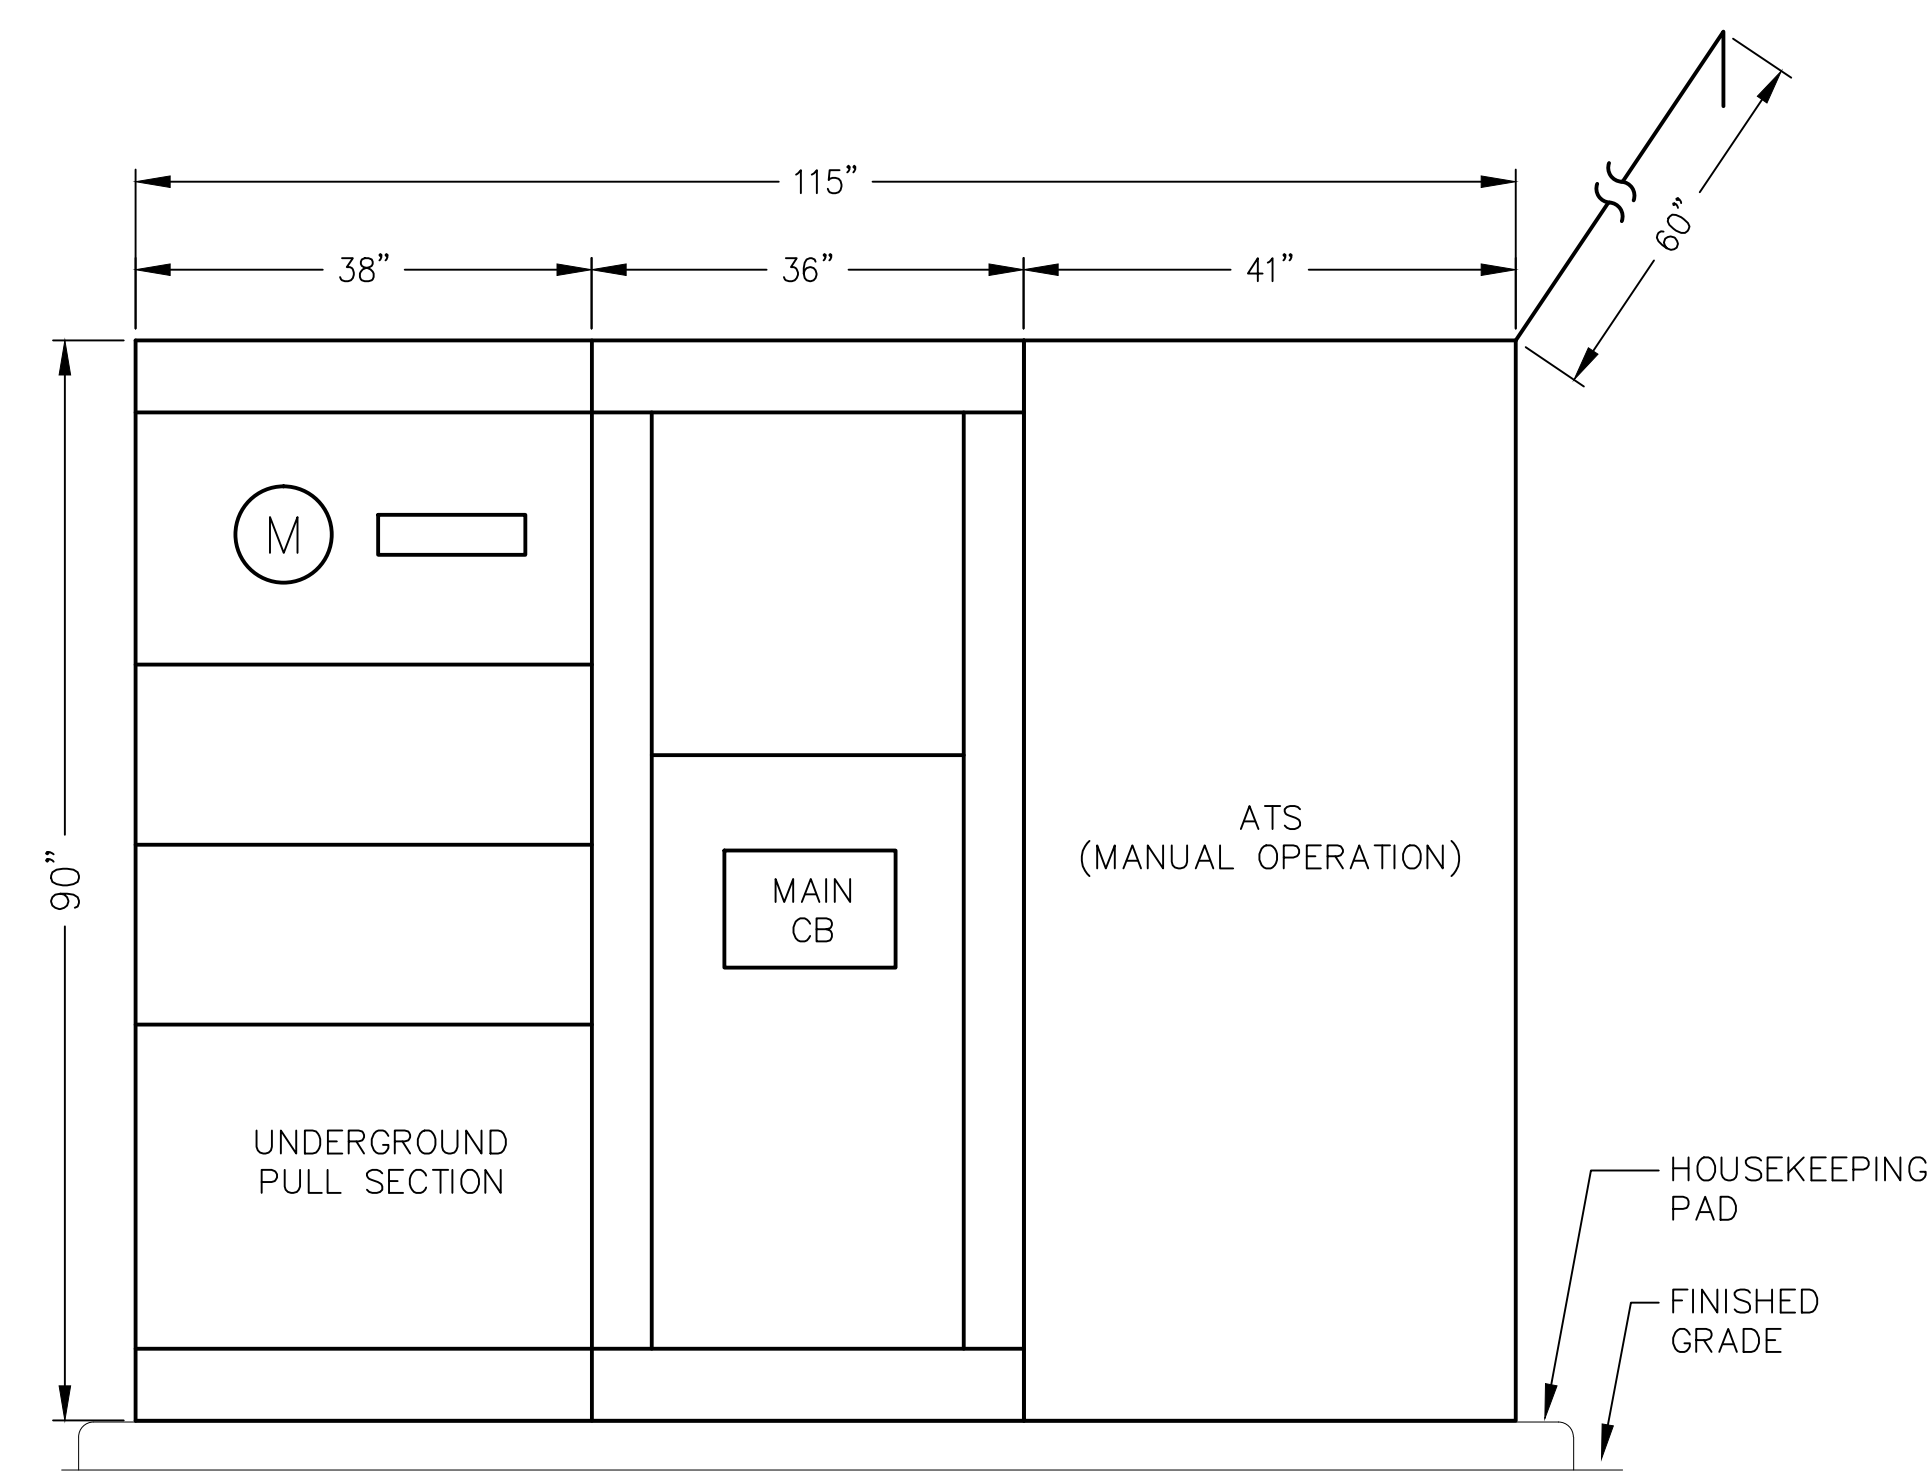 115"
60"
38"
36"
41"
M
90"
ATS
(MANUAL OPERATION)
MAIN
CB
UNDERGROUND
PULL SECTION
HOUSEKEEPING
PAD
FINISHED
GRADE